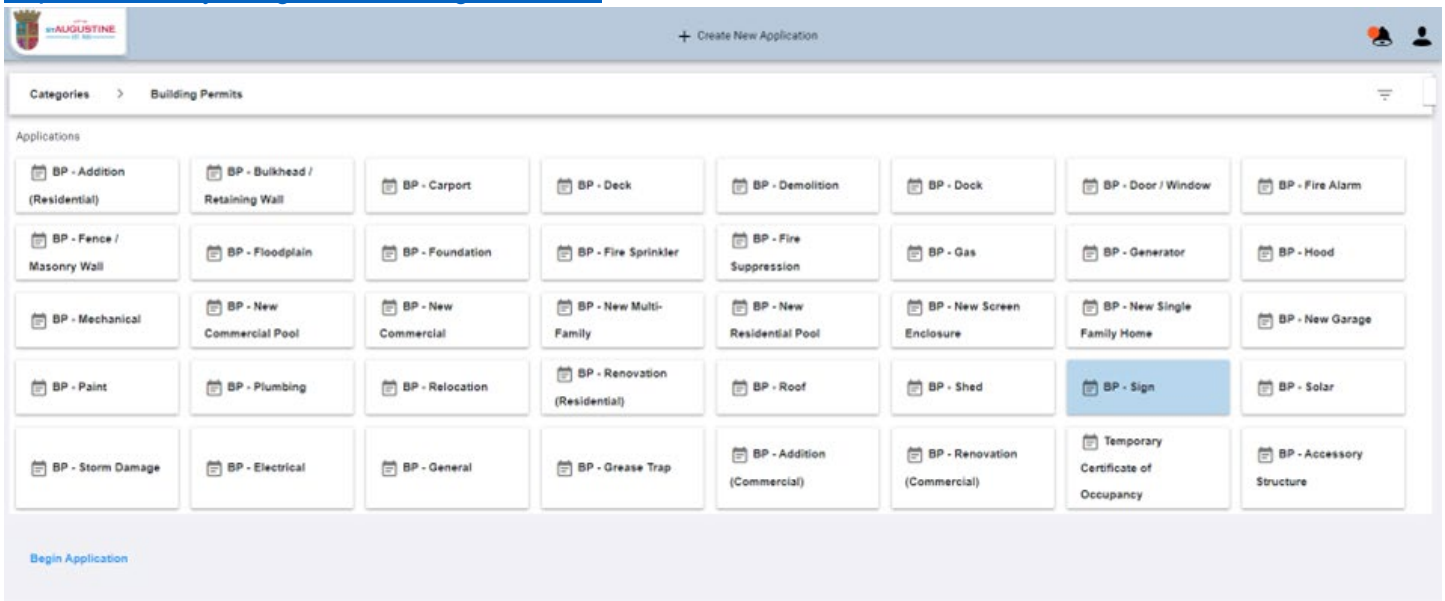 ST AUGUSTINE
+ Create New Application
Categories > Building Permits
Applications
BP - Addition
(Residential)
BP - Bulkhead /
Retaining Wall
BP - Carport
BP - Deck
BP - Demolition
BP - Dock
BP - Door / Window
BP - Fire Alarm
BP - Fence /
Masonry Wall
BP - Floodplain
BP - Foundation
BP - Fire Sprinkler
BP - Fire
Suppression
BP - Gas
BP - Generator
BP - Hood
BP - Mechanical
BP - New
Commercial Pool
BP - New
Commercial
BP - New Multi-
Family
BP - New
Residential Pool
BP - New Screen
Enclosure
BP - New Single
Family Home
BP - New Garage
BP - Paint
BP - Plumbing
BP - Relocation
BP - Renovation
(Residential)
BP - Roof
BP - Shed
BP - Sign
BP - Solar
BP - Storm Damage
BP - Electrical
BP - General
BP - Grease Trap
BP - Addition
(Commercial)
BP - Renovation
(Commercial)
Temporary
Certificate of
Occupancy
BP - Accessory
Structure
Begin Application